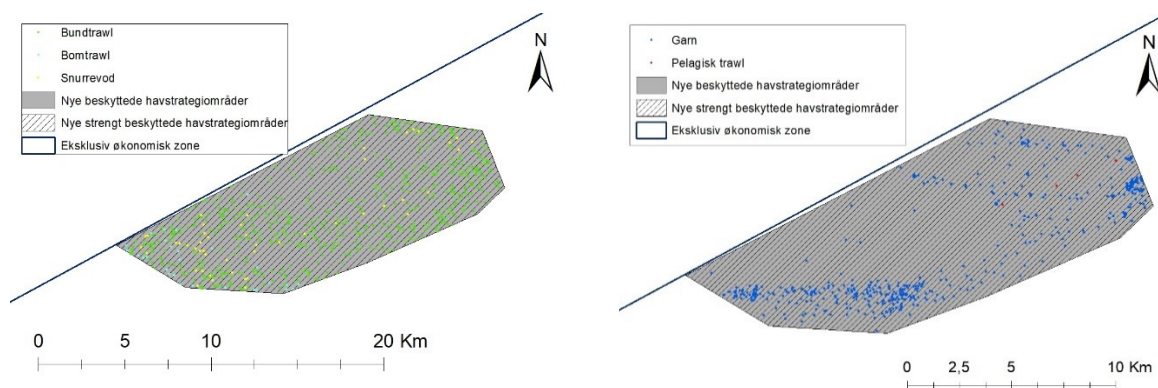 Bundtrawl
Bomtrawl
Snurrevod
Nye beskyttede havstrategiområder
Nye strengt beskyttede havstrategiområder
Eksklusiv økonomisk zone
N
0 5 10 20 Km
Garn
Pelagisk trawl
Nye beskyttede havstrategiområder
Nye strengt beskyttede havstrategiområder
Eksklusiv økonomisk zone
N
0 2,5 5 10 Km